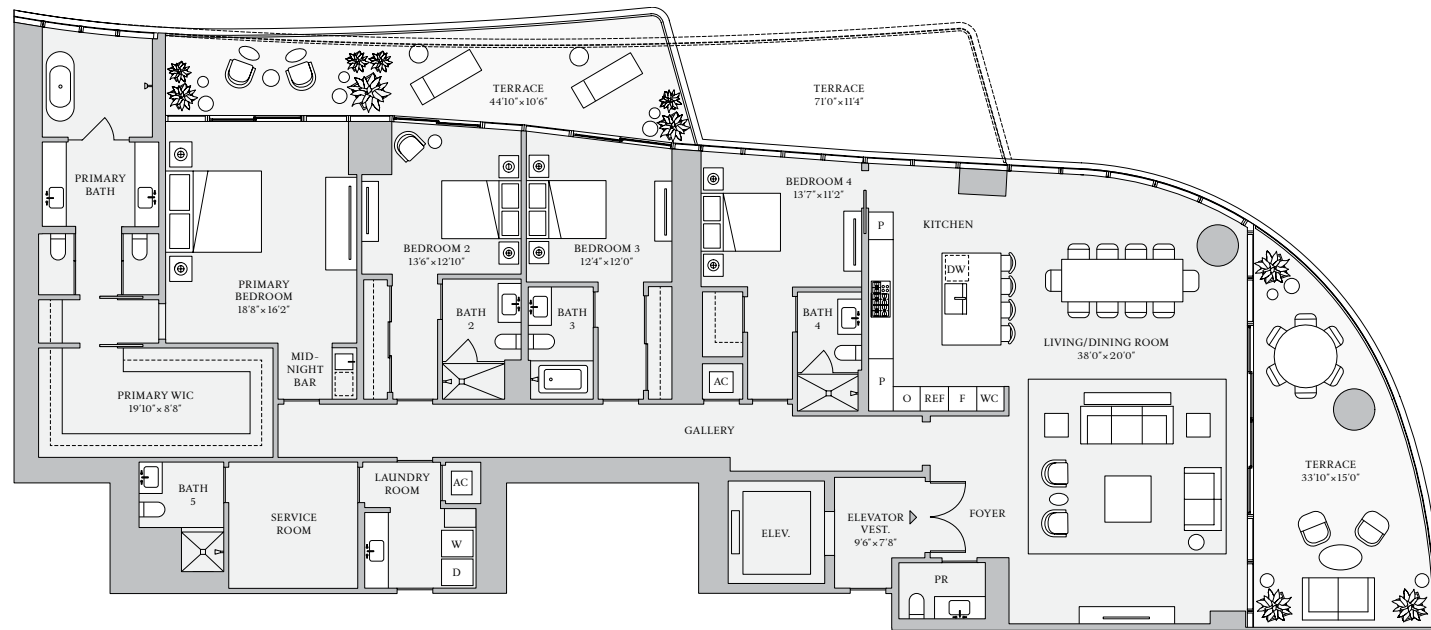 TERRACE
44'10"×10'6"
TERRACE
71'0"×11'4"
PRIMARY
BATH
BEDROOM 4
13'7"×11'2"
P
KITCHEN
BEDROOM 2
13'6"×12'10"
BEDROOM 3
12'4"×12'0"
DW
PRIMARY
BEDROOM
18'8"×16'2"
BATH
2
BATH
3
BATH
4
LIVING/DINING ROOM
38'0"×20'0"
MID-
NIGHT
BAR
AC
P
PRIMARY WIC
19'10"×8'8"
O
REF
F
WC
GALLERY
TERRACE
33'10"×15'0"
BATH
5
LAUNDRY
ROOM
AC
SERVICE
ROOM
ELEV.
ELEVATOR
VEST.
9'6"×7'8"
FOYER
W
D
PR